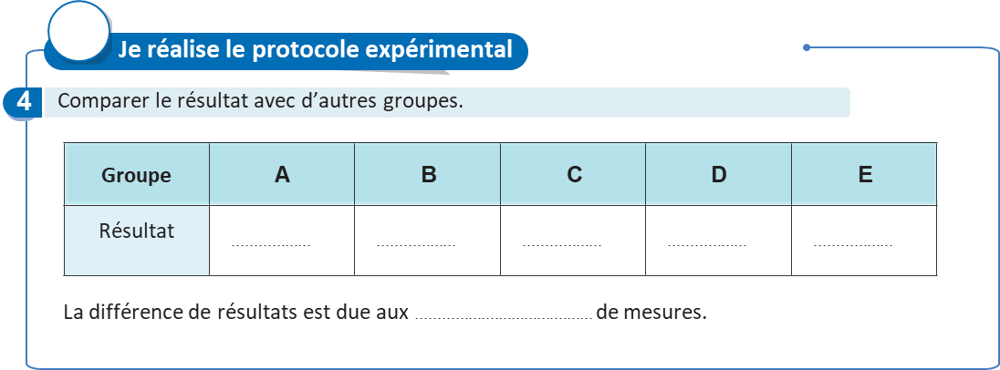 Je réalise le protocole expérimental
4 Comparer le résultat avec d’autres groupes.
Groupe A B C D E
Résultat .................. .................. .................. .................. ..................
La différence de résultats est due aux ........................................ de mesures.